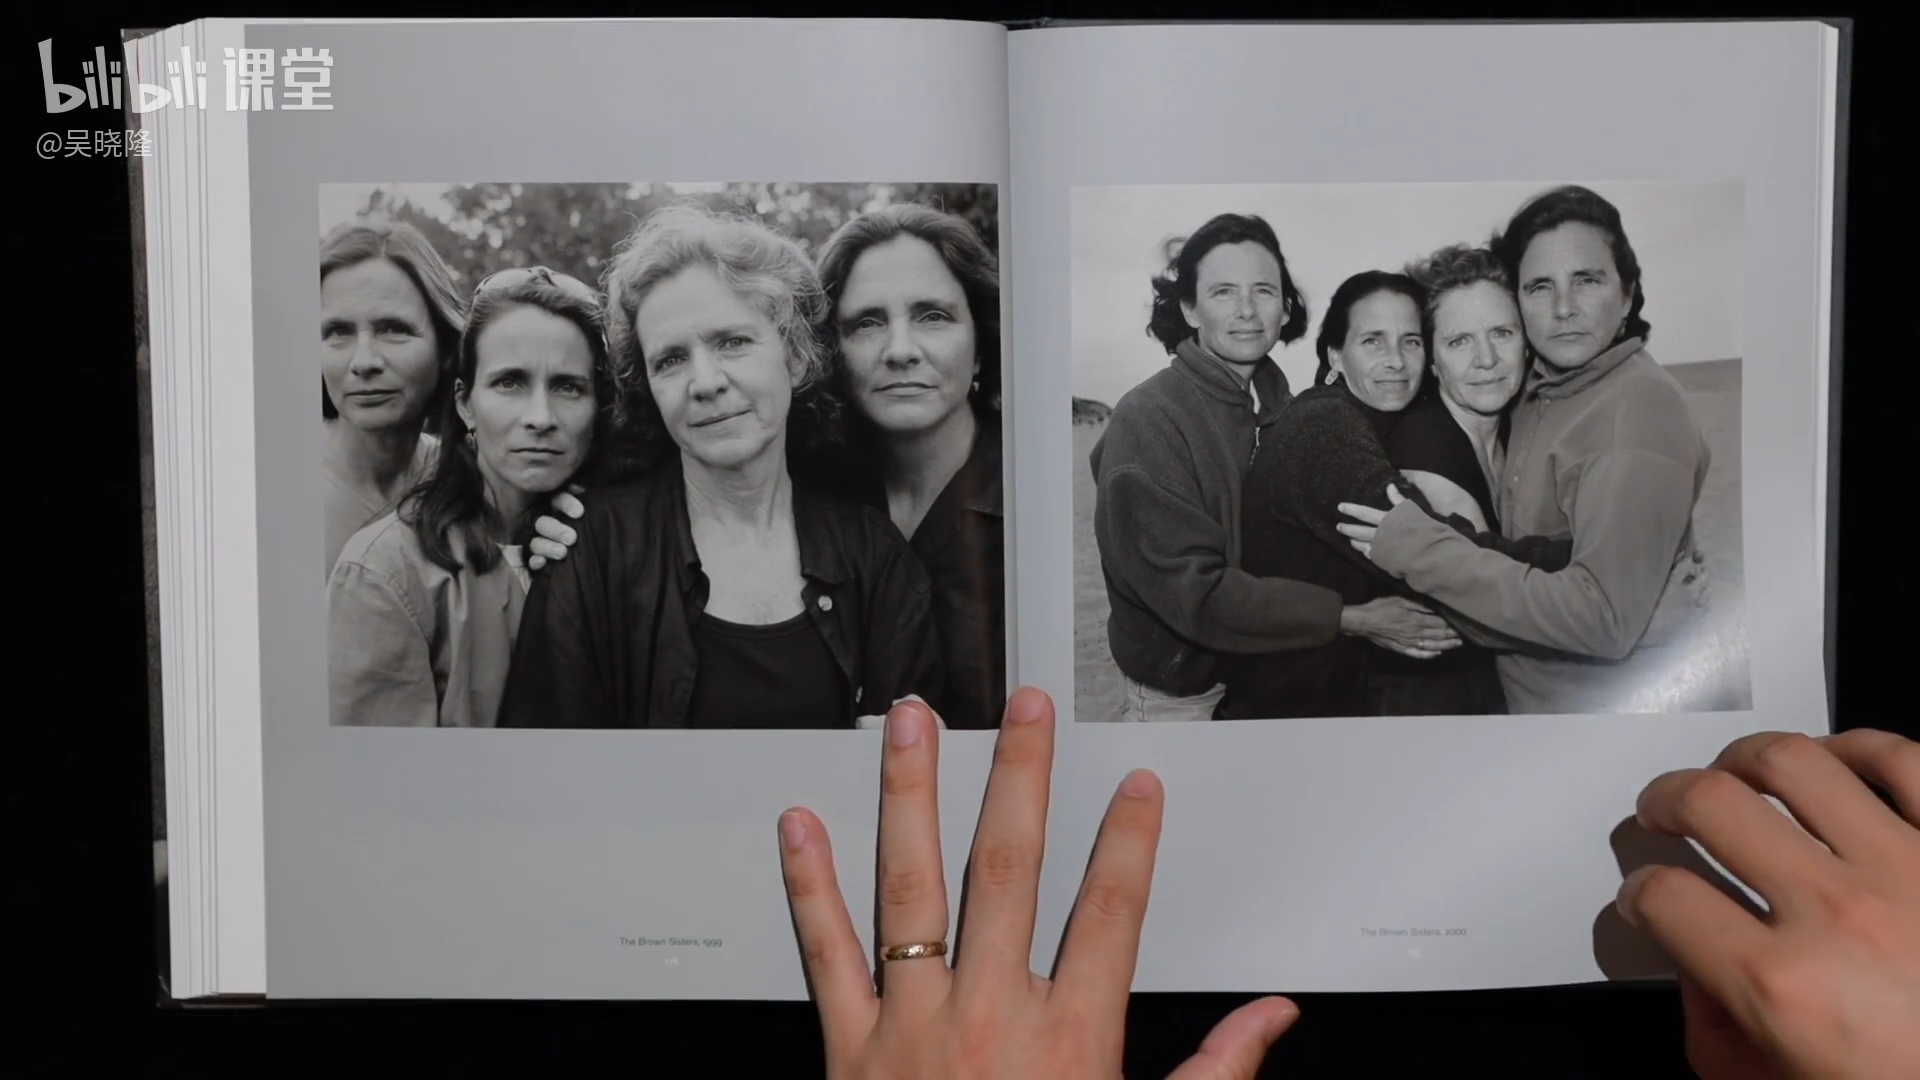 bilibili 课堂
@吴晓隆
The Brown Sisters, 1999
The Brown Sisters, 2000